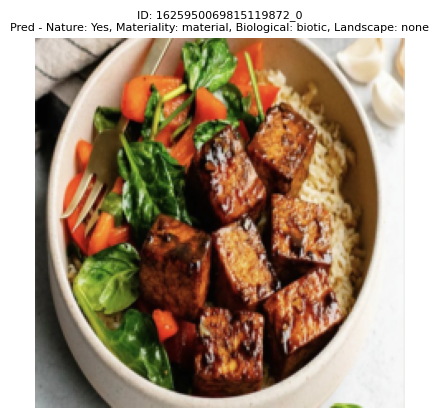 ID: 1625950069815119872_0
Pred - Nature: Yes, Materiality: material, Biological: biotic, Landscape: none